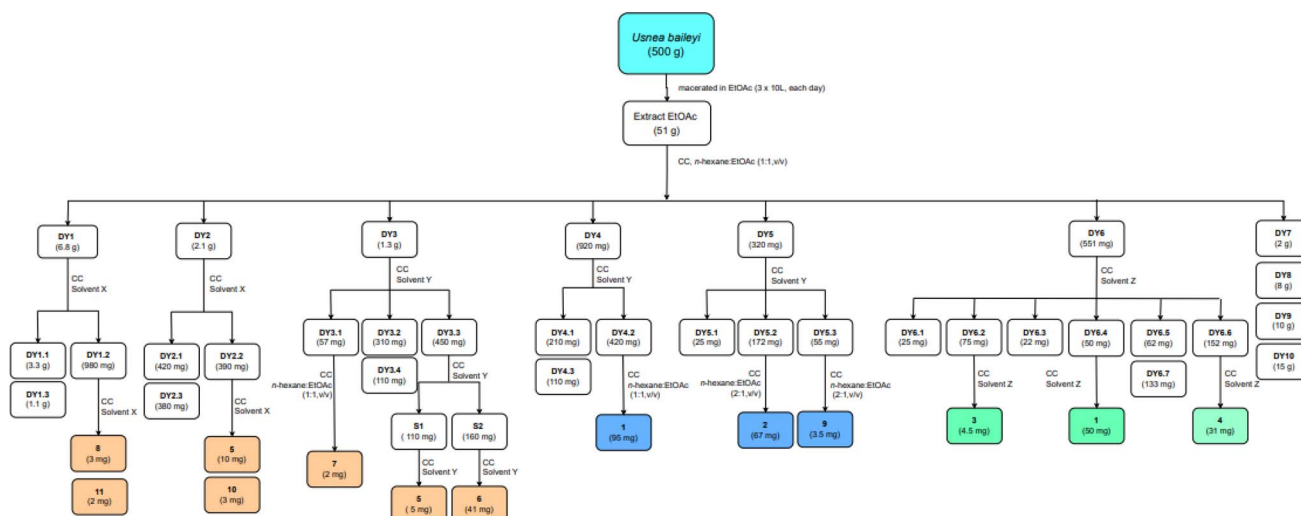 Usnea baileyi
(500 g)
macerated in EtOAc (3 x 10L, each day)
Extract EtOAc
(51 g)
CC, n-hexane:EtOAc (1:1,v/v)
DY1
(6.8 g)
DY2
(2.1 g)
DY3
(1.3 g)
DY4
(920 mg)
DY5
(320 mg)
DY6
(551 mg)
DY7
(2 g)
DY8
(8 g)
DY9
(10 g)
DY10
(15 g)
CC
Solvent X
CC
Solvent X
CC
Solvent Y
CC
Solvent Y
CC
Solvent Y
CC
Solvent Z
DY1.1
(3.3 g)
DY1.2
(980 mg)
DY1.3
(1.1 g)
DY2.1
(420 mg)
DY2.2
(390 mg)
DY2.3
(380 mg)
DY3.1
(57 mg)
DY3.2
(310 mg)
DY3.3
(450 mg)
DY3.4
(110 mg)
DY4.1
(210 mg)
DY4.2
(420 mg)
DY4.3
(110 mg)
DY5.1
(25 mg)
DY5.2
(172 mg)
DY5.3
(55 mg)
DY6.1
(25 mg)
DY6.2
(75 mg)
DY6.3
(22 mg)
DY6.4
(50 mg)
DY6.5
(62 mg)
DY6.6
(152 mg)
DY6.7
(133 mg)
CC
Solvent X
CC
Solvent X
CC
n-hexane:EtOAc
(1:1,v/v)
CC
Solvent Y
CC
n-hexane:EtOAc
(1:1,v/v)
CC
n-hexane:EtOAc
(2:1,v/v)
CC
n-hexane:EtOAc
(2:1,v/v)
CC
Solvent Z
CC
Solvent Z
CC
Solvent Z
S1
( 110 mg)
S2
(160 mg)
CC
Solvent Y
CC
Solvent Y
8
(3 mg)
11
(2 mg)
5
(10 mg)
10
(3 mg)
7
(2 mg)
5
( 5 mg)
6
(41 mg)
1
(95 mg)
2
(67 mg)
9
(3.5 mg)
3
(4.5 mg)
1
(50 mg)
4
(31 mg)